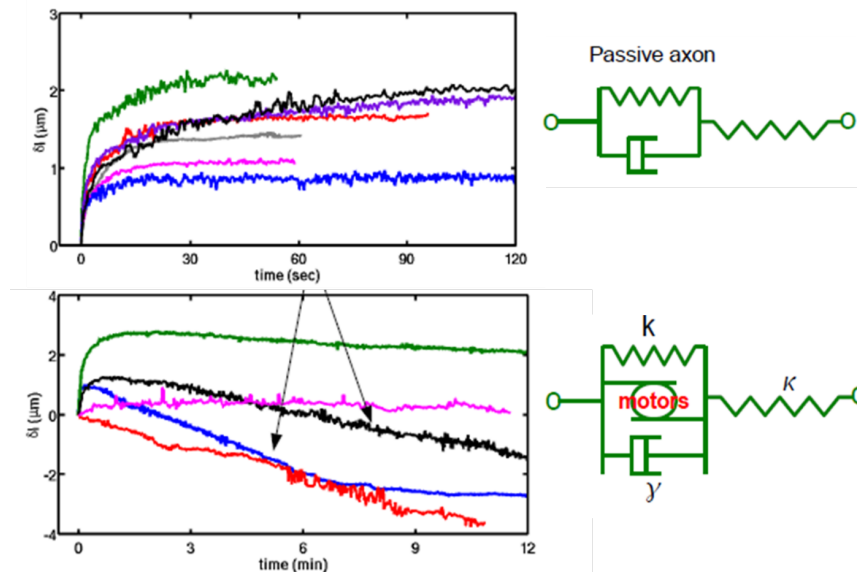 3
2
1
0
δl (μm)
0 30 60 90 120
time (sec)
Passive axon
4
2
0
-2
-4
δl (μm)
0 3 6 9 12
time (min)
k
motors
κ
γ